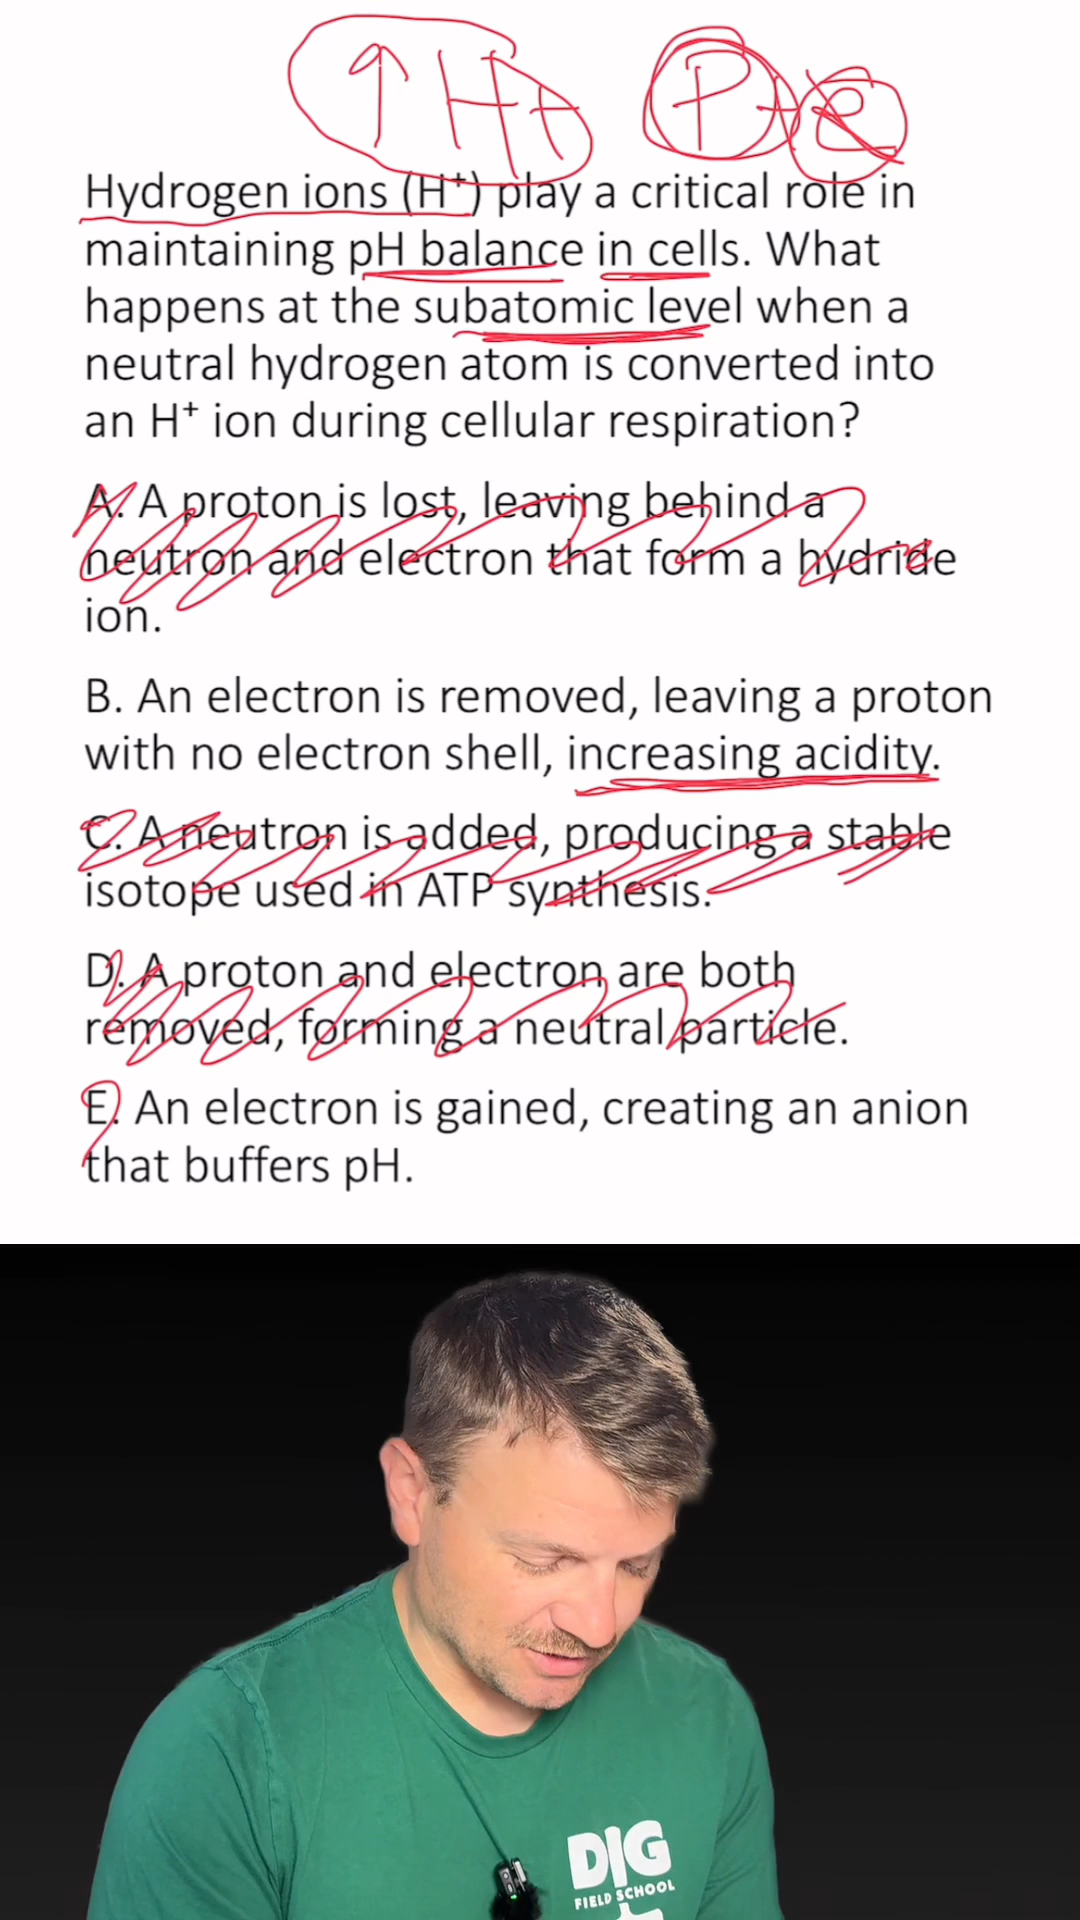 ↑ H+ P + e
Hydrogen ions (H⁺) play a critical role in
maintaining pH balance in cells. What
happens at the subatomic level when a
neutral hydrogen atom is converted into
an H⁺ ion during cellular respiration?
A. A proton is lost, leaving behind a
neutron and electron that form a hydride
ion.
B. An electron is removed, leaving a proton
with no electron shell, increasing acidity.
C. A neutron is added, producing a stable
isotope used in ATP synthesis.
D. A proton and electron are both
removed, forming a neutral particle.
E. An electron is gained, creating an anion
that buffers pH.
DIG
FIELD SCHOOL